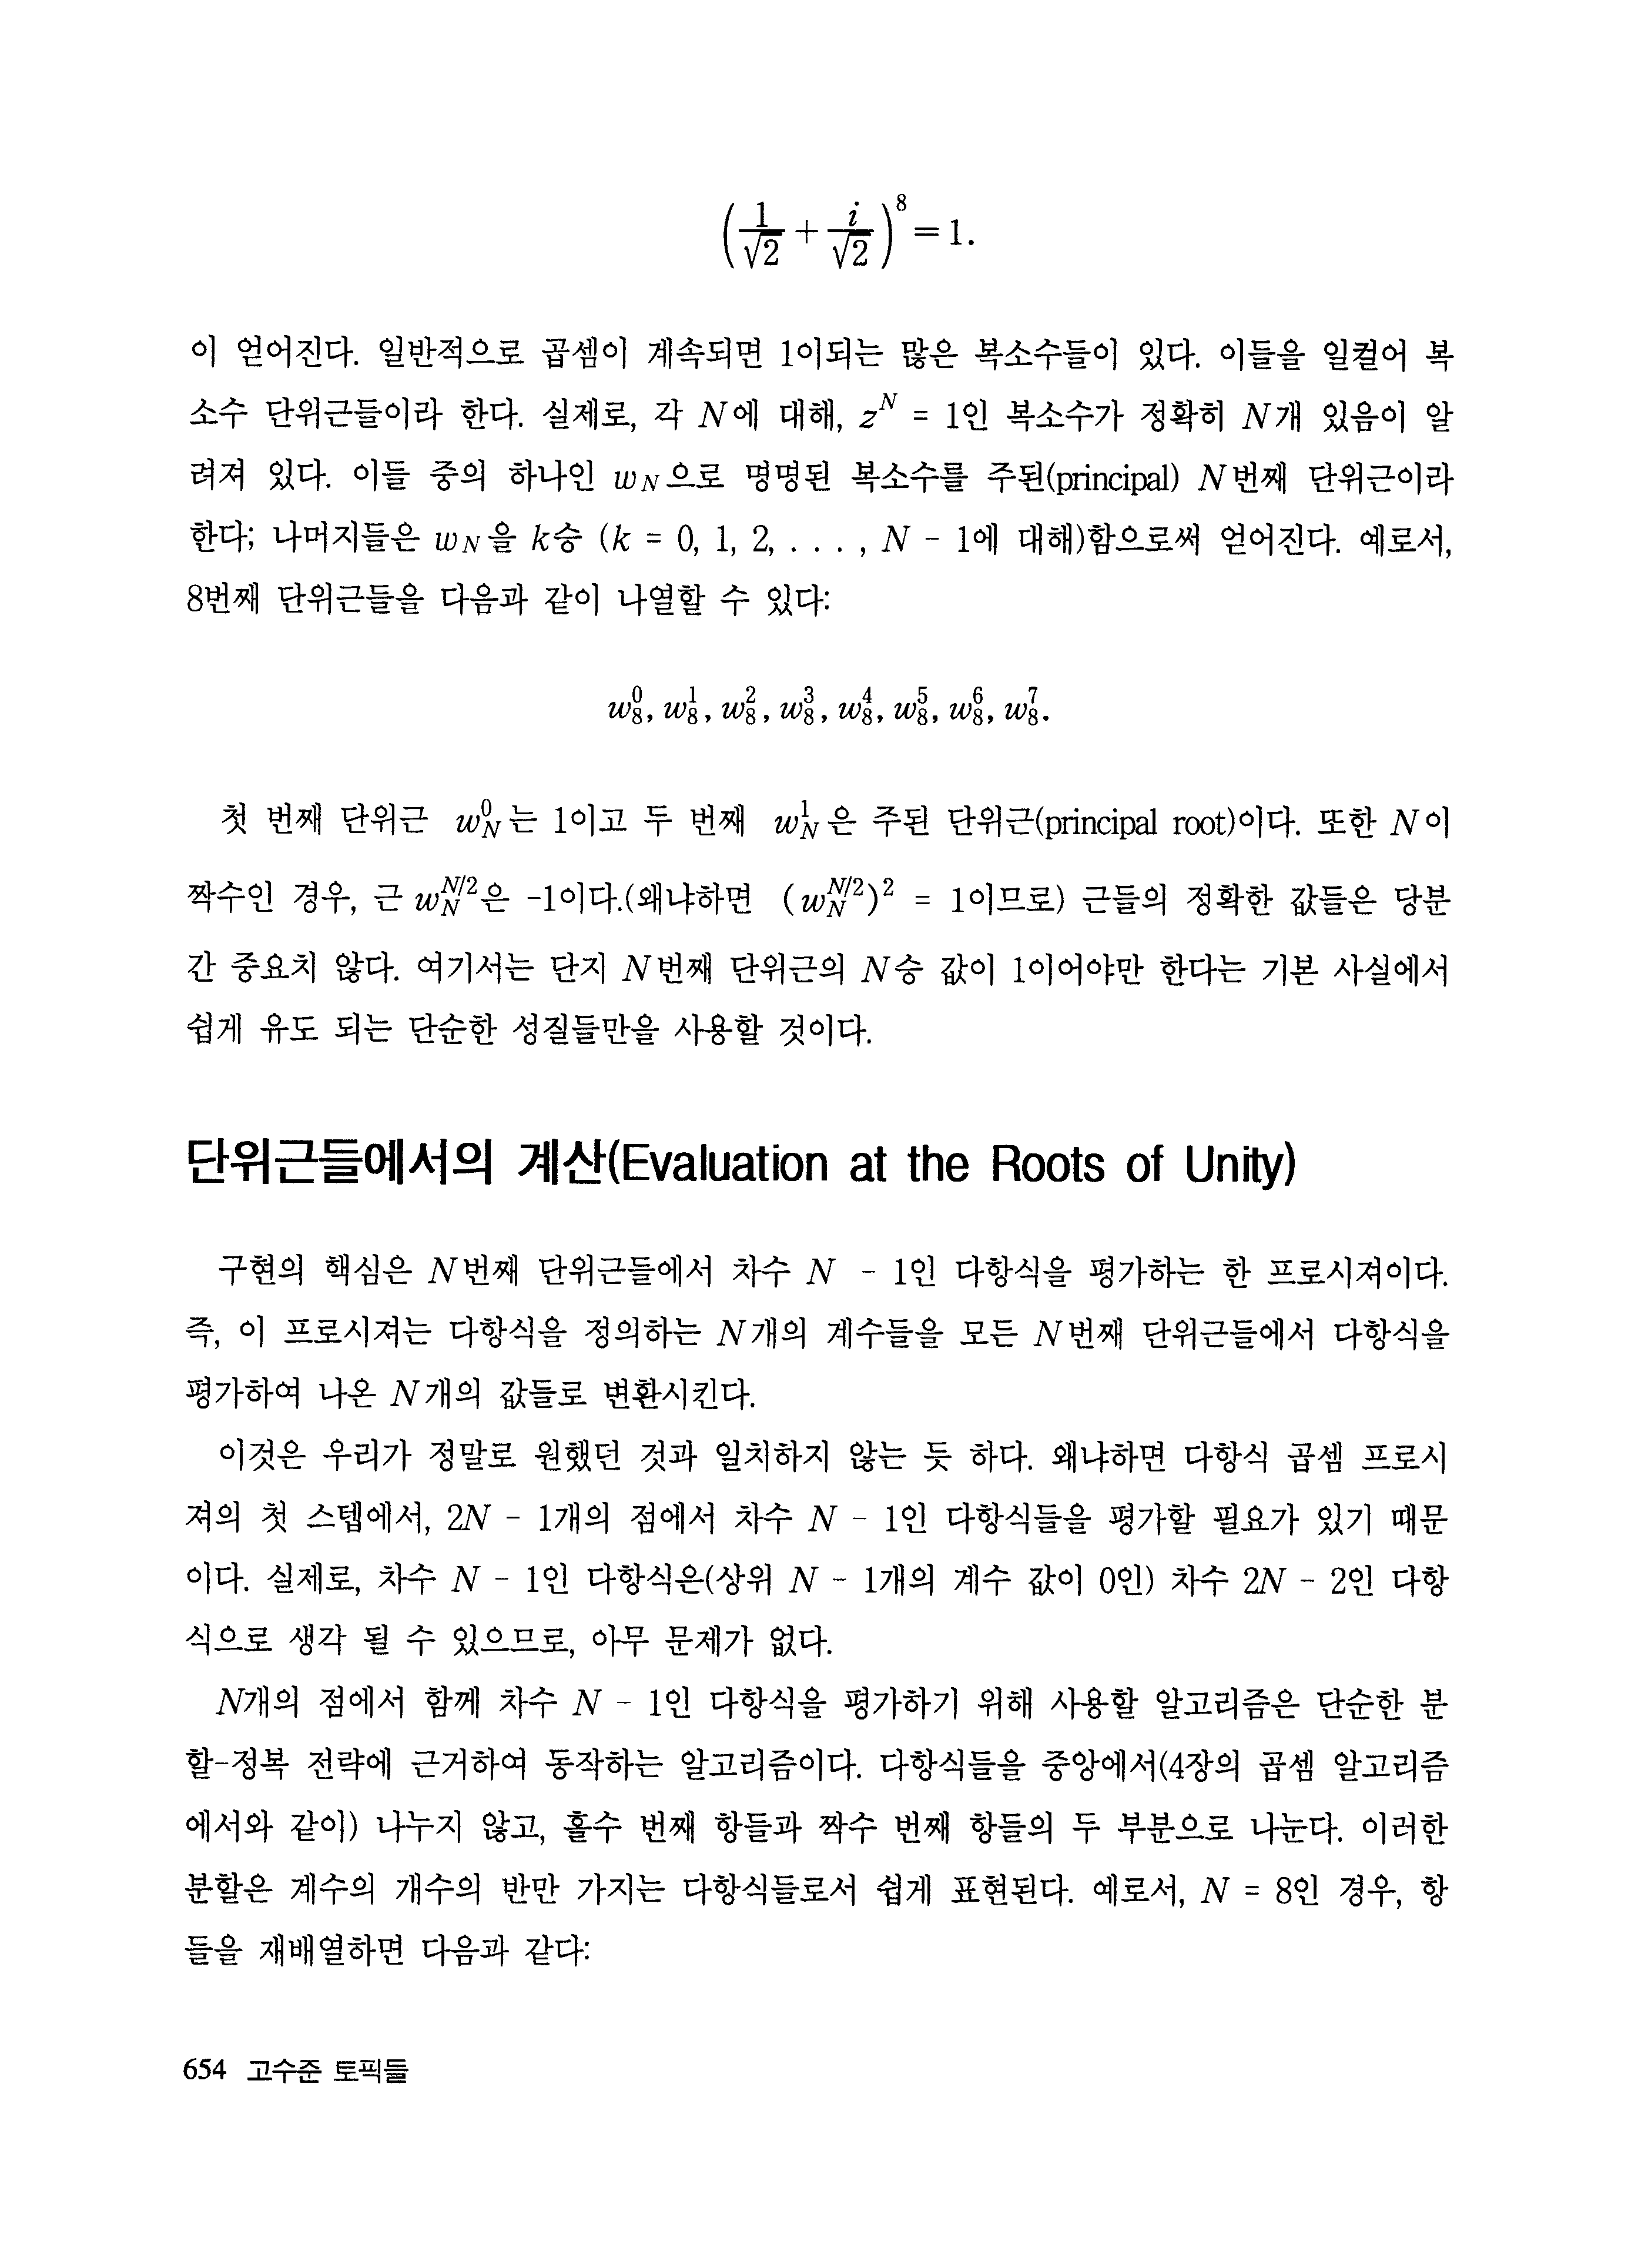 $$\left(\frac{1}{\sqrt{2}}+\frac{i}{\sqrt{2}}\right)^8=1.$$
이 얻어진다. 일반적으로 곱셈이 계속되면 1이되는 많은 복소수들이 있다. 이들을 일컬어 복
소수 단위근들이라 한다. 실제로, 각 $N$에 대해, $z^N$ = 1인 복소수가 정확히 $N$개 있음이 알
려져 있다. 이들 중의 하나인 $w_N$으로 명명된 복소수를 주된(principal) $N$번째 단위근이라
한다; 나머지들은 $w_N$을 $k$승 ($k$ = 0, 1, 2, . . . , $N$ - 1에 대해)함으로써 얻어진다. 예로서,
8번째 단위근들을 다음과 같이 나열할 수 있다:
$$w_8^0, w_8^1, w_8^2, w_8^3, w_8^4, w_8^5, w_8^6, w_8^7.$$
첫 번째 단위근 $w_N^0$는 1이고 두 번째 $w_N^1$은 주된 단위근(principal root)이다. 또한 $N$이
짝수인 경우, 근 $w_N^{N/2}$은 -1이다.(왜냐하면 $(w_N^{N/2})^2$ = 1이므로) 근들의 정확한 값들은 당분
간 중요치 않다. 여기서는 단지 $N$번째 단위근의 $N$승 값이 1이어야만 한다는 기본 사실에서
쉽게 유도 되는 단순한 성질들만을 사용할 것이다.
단위근들에서의 계산(Evaluation at the Roots of Unity)
구현의 핵심은 $N$번째 단위근들에서 차수 $N$ - 1인 다항식을 평가하는 한 프로시져이다.
즉, 이 프로시져는 다항식을 정의하는 $N$개의 계수들을 모든 $N$번째 단위근들에서 다항식을
평가하여 나온 $N$개의 값들로 변환시킨다.
이것은 우리가 정말로 원했던 것과 일치하지 않는 듯 하다. 왜냐하면 다항식 곱셈 프로시
져의 첫 스텝에서, 2$N$ - 1개의 점에서 차수 $N$ - 1인 다항식들을 평가할 필요가 있기 때문
이다. 실제로, 차수 $N$ - 1인 다항식은(상위 $N$ - 1개의 계수 값이 0인) 차수 2$N$ - 2인 다항
식으로 생각 될 수 있으므로, 아무 문제가 없다.
$N$개의 점에서 함께 차수 $N$ - 1인 다항식을 평가하기 위해 사용할 알고리즘은 단순한 분
할-정복 전략에 근거하여 동작하는 알고리즘이다. 다항식들을 중앙에서(4장의 곱셈 알고리즘
에서와 같이) 나누지 않고, 홀수 번째 항들과 짝수 번째 항들의 두 부분으로 나눈다. 이러한
분할은 계수의 개수의 반만 가지는 다항식들로서 쉽게 표현된다. 예로서, $N$ = 8인 경우, 항
들을 재배열하면 다음과 같다:
654 고수준 토픽들